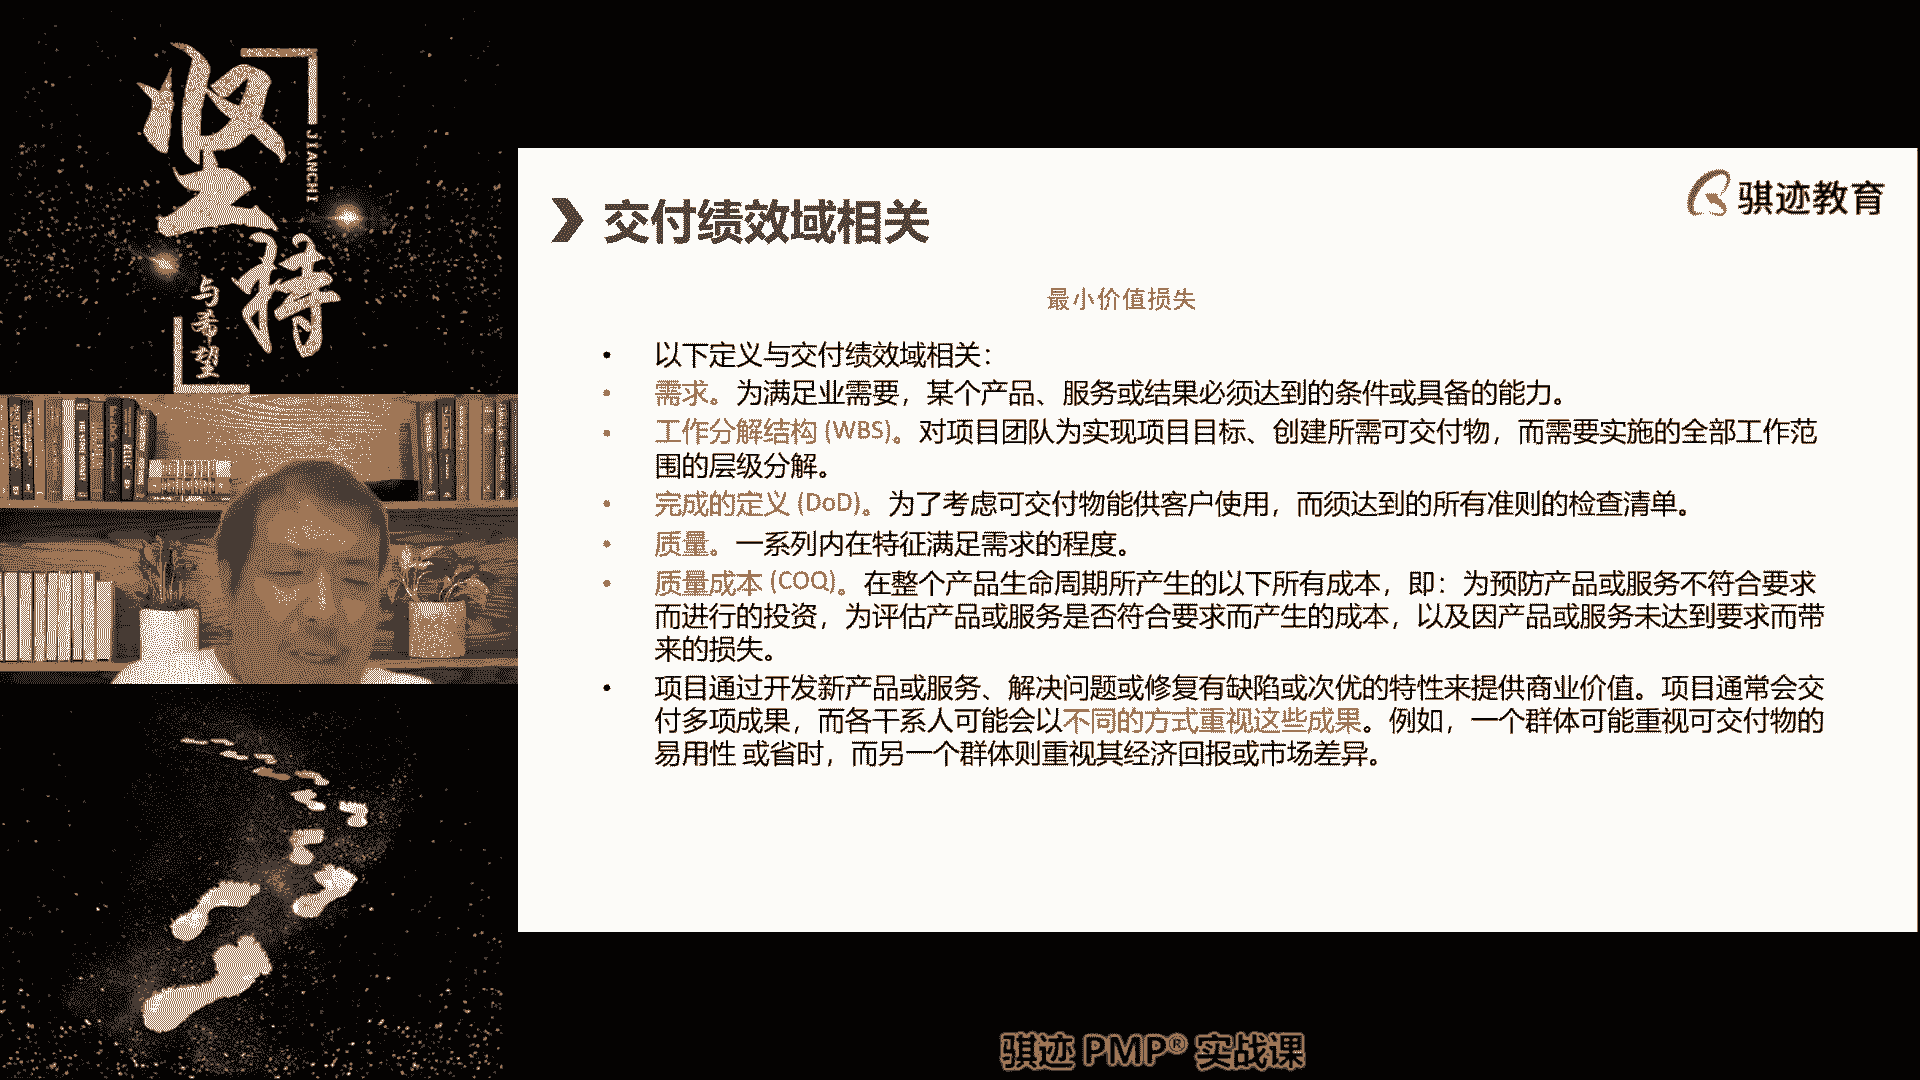 坚持
JIANCHI
与希望
骐迹教育
交付绩效域相关
最小价值损失
• 以下定义与交付绩效域相关：
• 需求。为满足业需要，某个产品、服务或结果必须达到的条件或具备的能力。
• 工作分解结构 (WBS)。对项目团队为实现项目目标、创建所需可交付物，而需要实施的全部工作范
围的层级分解。
• 完成的定义 (DoD)。为了考虑可交付物能供客户使用，而须达到的所有准则的检查清单。
• 质量。一系列内在特征满足需求的程度。
• 质量成本 (COQ)。在整个产品生命周期所产生的以下所有成本，即：为预防产品或服务不符合要求
而进行的投资，为评估产品或服务是否符合要求而产生的成本，以及因产品或服务未达到要求而带
来的损失。
• 项目通过开发新产品或服务、解决问题或修复有缺陷或次优的特性来提供商业价值。项目通常会交
付多项成果，而各干系人可能会以不同的方式重视这些成果。例如，一个群体可能重视可交付物的
易用性 或省时，而另一个群体则重视其经济回报或市场差异。
骐迹 PMP® 实战课